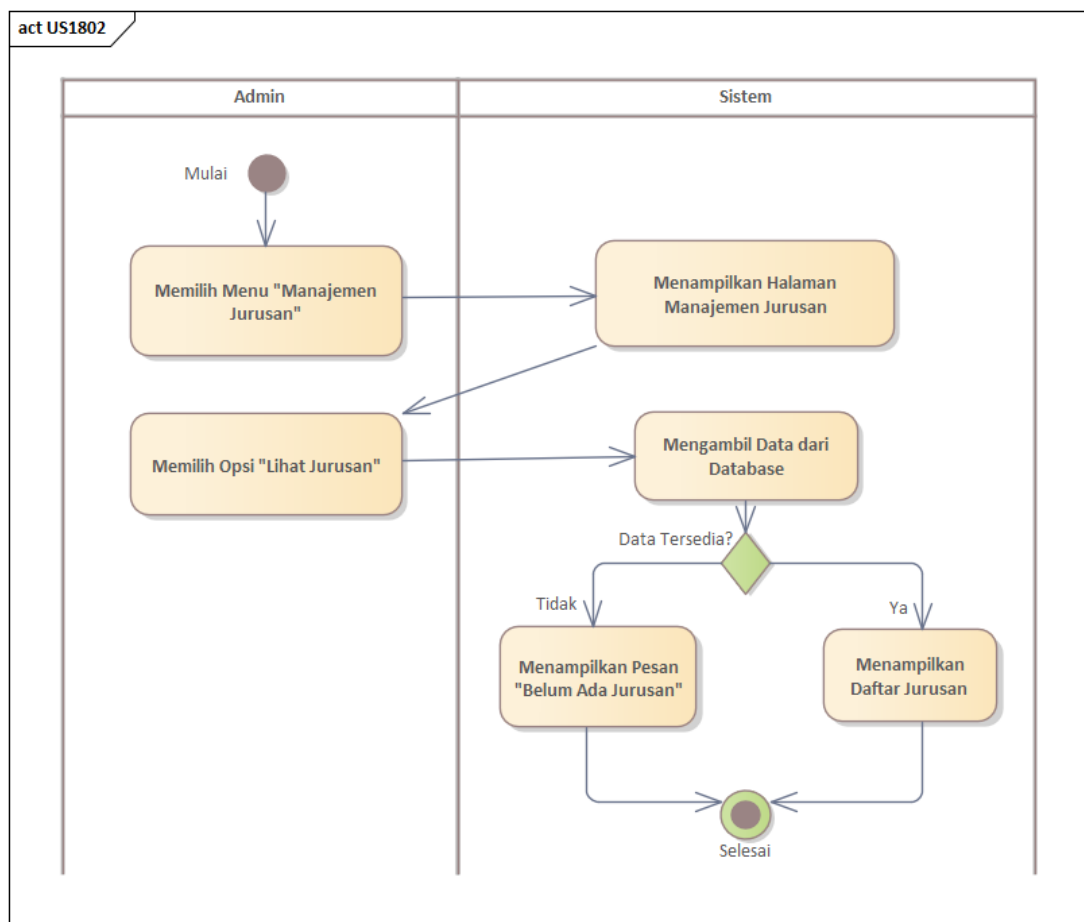 act US1802
Admin
Sistem
Mulai
Memilih Menu "Manajemen
Jurusan"
Menampilkan Halaman
Manajemen Jurusan
Memilih Opsi "Lihat Jurusan"
Mengambil Data dari
Database
Data Tersedia?
Tidak
Ya
Menampilkan Pesan
"Belum Ada Jurusan"
Menampilkan
Daftar Jurusan
Selesai